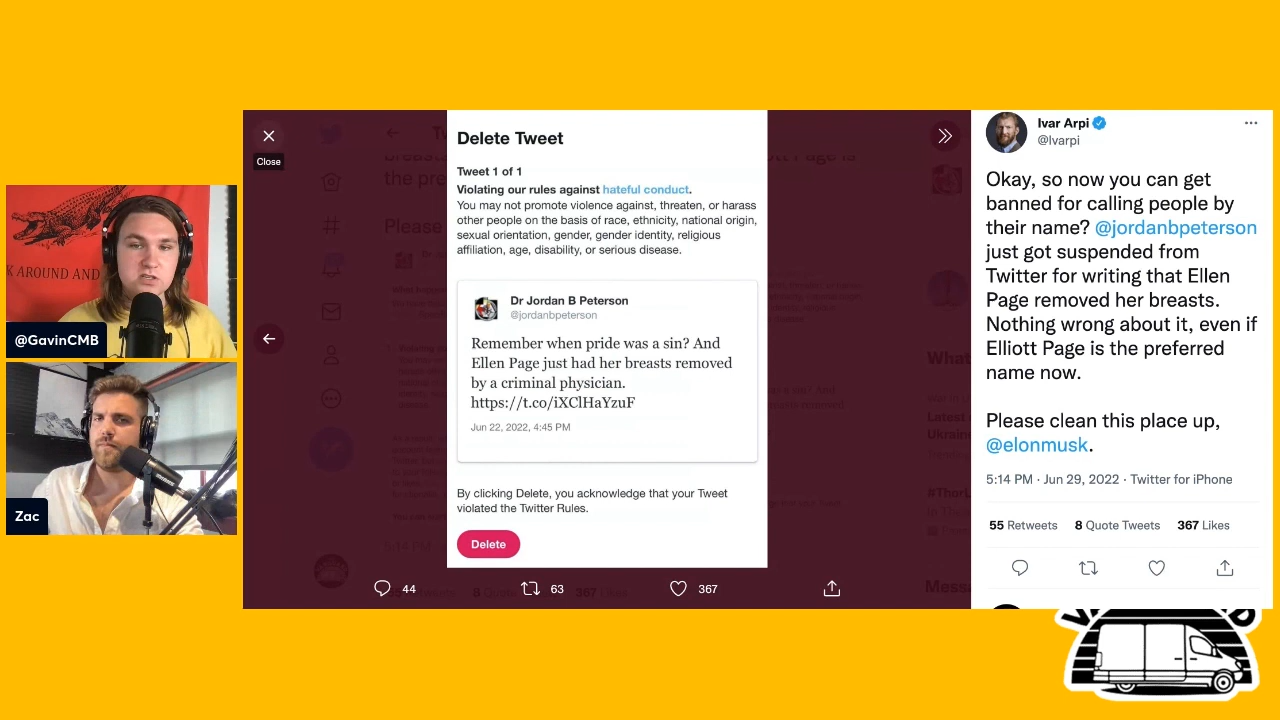 Close
K AROUND AND
@GavinCMB
Zac
Delete Tweet
Tweet 1 of 1
Violating our rules against hateful conduct.
You may not promote violence against, threaten, or harass
other people on the basis of race, ethnicity, national origin,
sexual orientation, gender, gender identity, religious
affiliation, age, disability, or serious disease.
Dr Jordan B Peterson
@jordanbpeterson
Remember when pride was a sin? And
Ellen Page just had her breasts removed
by a criminal physician.
https://t.co/iXClHaYzuF
Jun 22, 2022, 4:45 PM
By clicking Delete, you acknowledge that your Tweet
violated the Twitter Rules.
Delete
44
63
367
Ivar Arpi
@Ivarpi
Okay, so now you can get
banned for calling people by
their name? @jordanbpeterson
just got suspended from
Twitter for writing that Ellen
Page removed her breasts.
Nothing wrong about it, even if
Elliott Page is the preferred
name now.
Please clean this place up,
@elonmusk.
5:14 PM · Jun 29, 2022 · Twitter for iPhone
55 Retweets 8 Quote Tweets 367 Likes